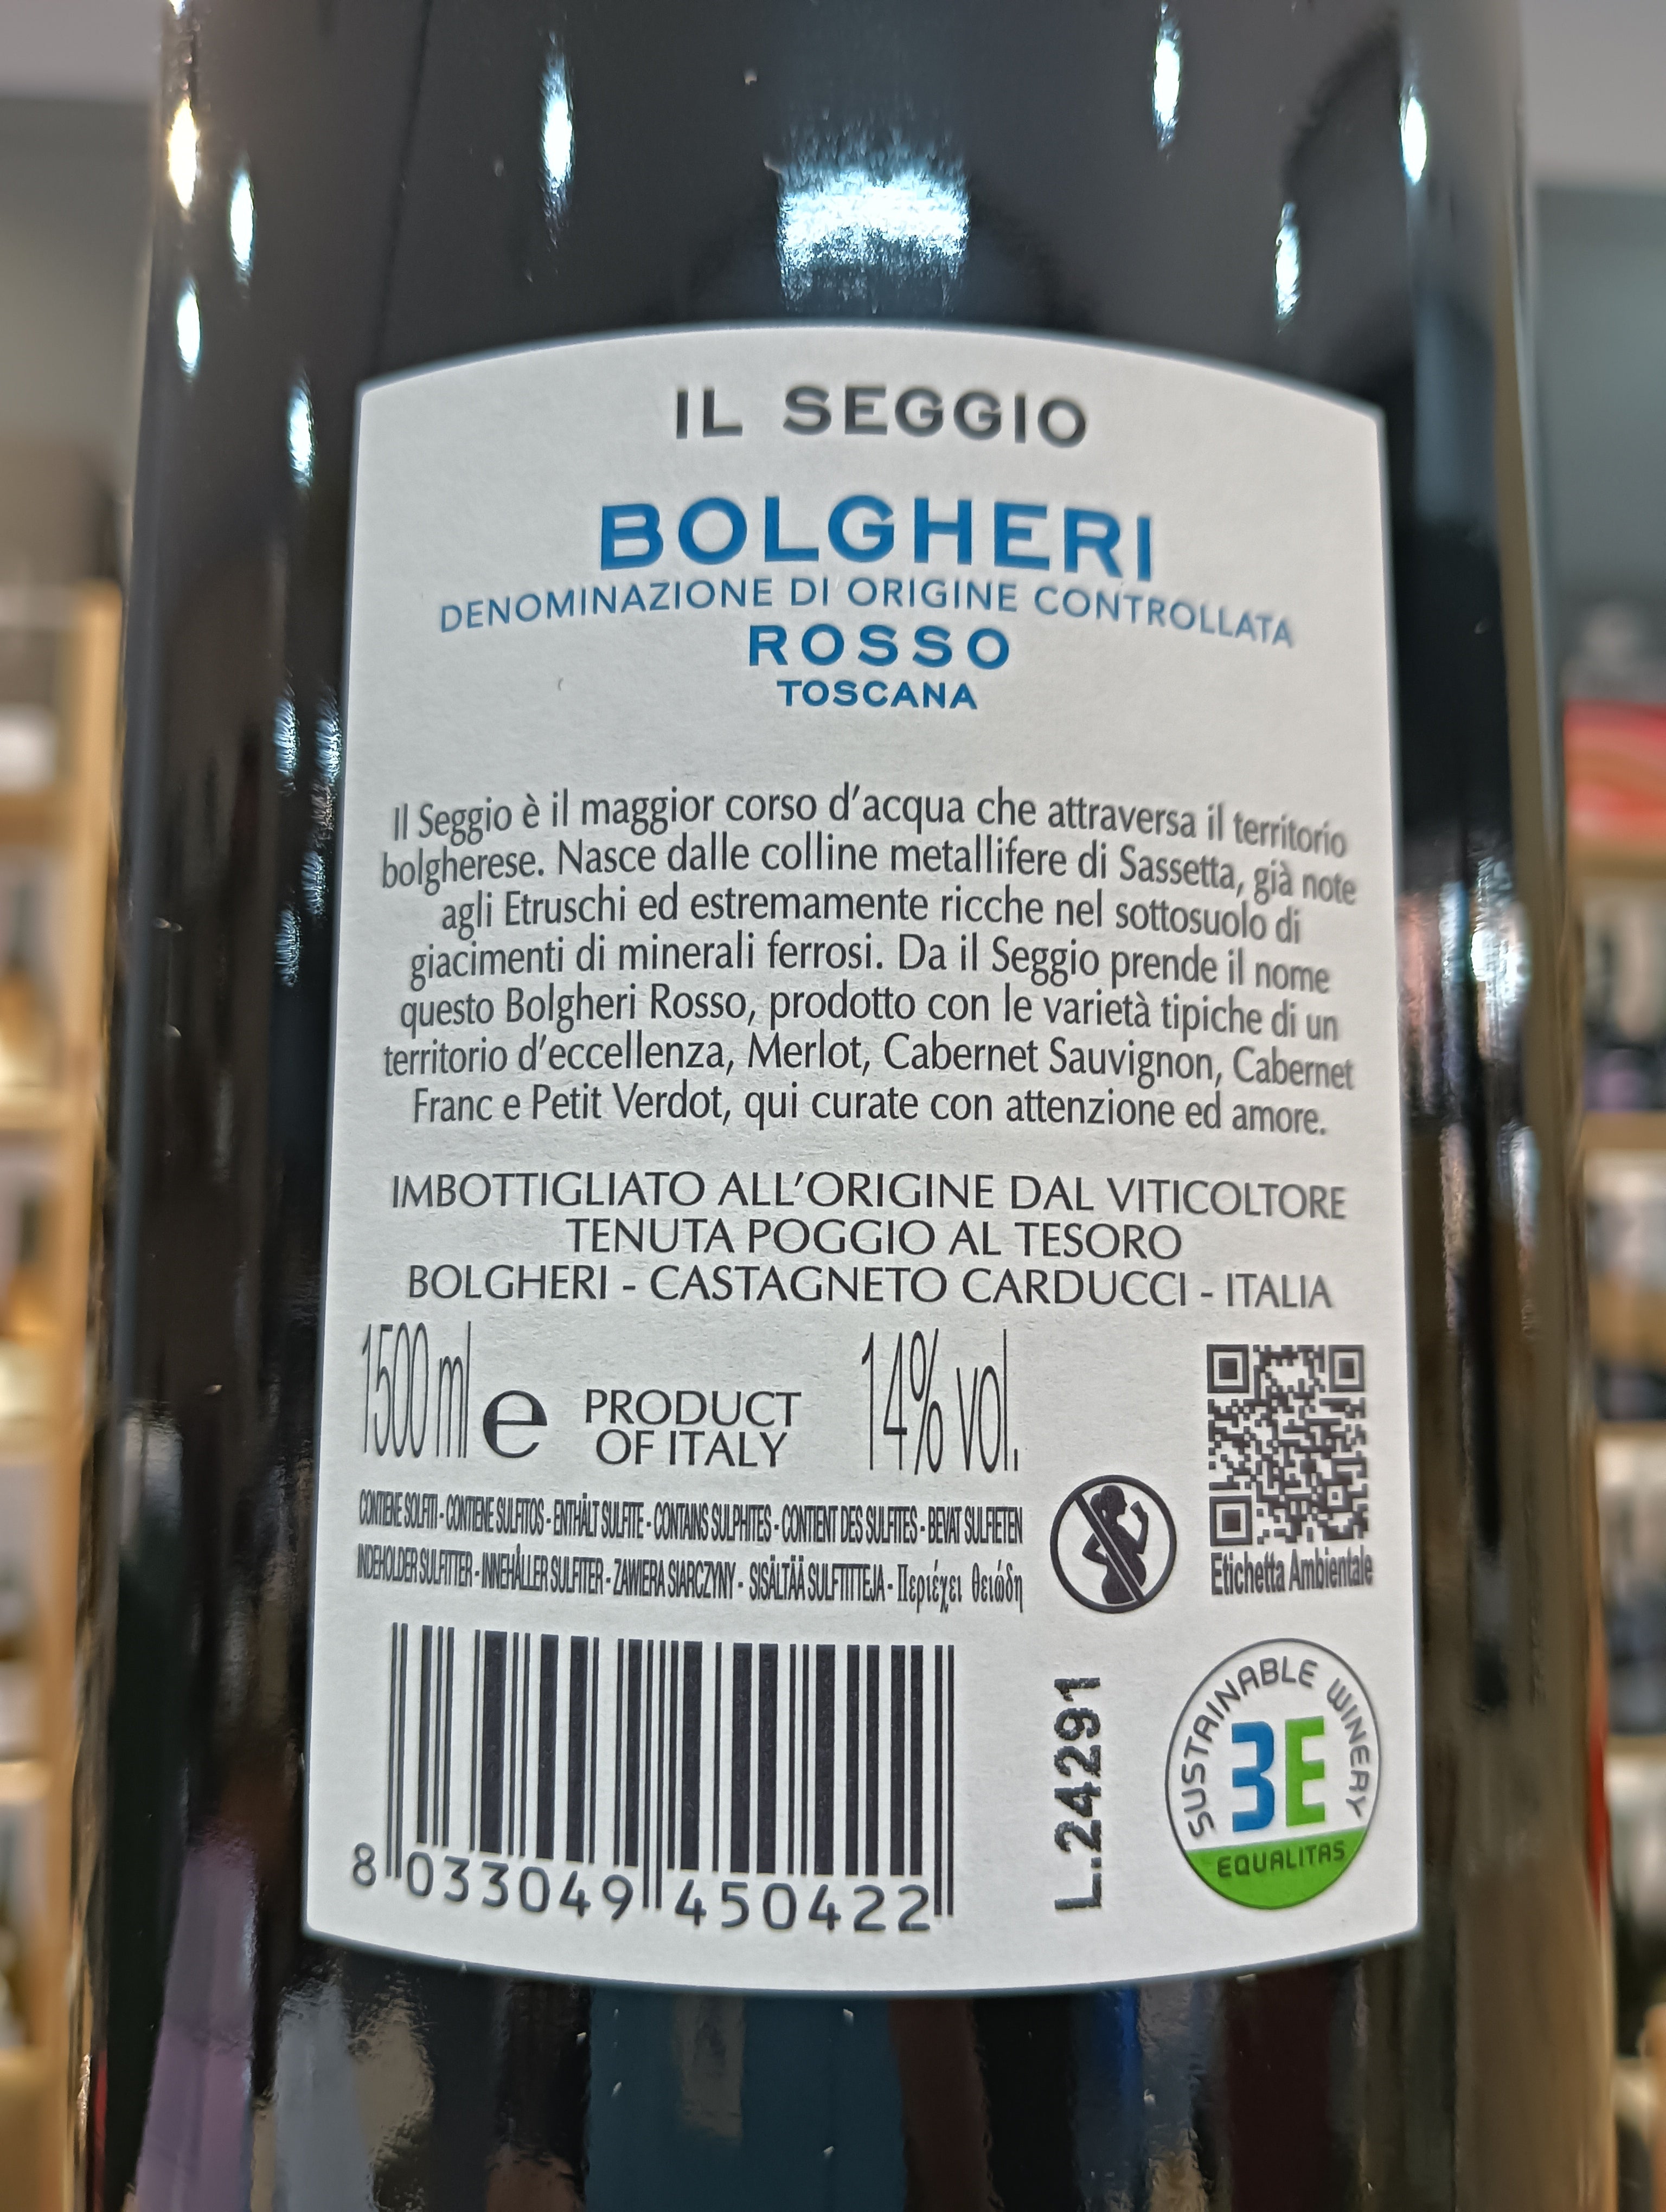 IL SEGGIO
BOLGHERI
DENOMINAZIONE DI ORIGINE CONTROLLATA
ROSSO
TOSCANA
Il Seggio è il maggior corso d'acqua che attraversa il territorio
bolgherese. Nasce dalle colline metallifere di Sassetta, già note
agli Etruschi ed estremamente ricche nel sottosuolo di
giacimenti di minerali ferrosi. Da il Seggio prende il nome
questo Bolgheri Rosso, prodotto con le varietà tipiche di un
territorio d'eccellenza, Merlot, Cabernet Sauvignon, Cabernet
Franc e Petit Verdot, qui curate con attenzione ed amore.
IMBOTTIGLIATO ALL'ORIGINE DAL VITICOLTORE
TENUTA POGGIO AL TESORO
BOLGHERI - CASTAGNETO CARDUCCI - ITALIA
1500 ml e PRODUCT OF ITALY 14% vol.
CONTIENE SOLFITI - CONTIENE SULFITOS - ENTHÄLT SULFITE - CONTAINS SULPHITES - CONTIENT DES SULFITES - BEVAT SULFIETEN
INDEHOLDER SULFITTER - INNEHÅLLER SULFITER - ZAWIERA SIARCZYNY - SISÄLTÄÄ SULFTITTEJA - Περιέχει θειώδη
Etichetta Ambientale
8 033049 450422
L.24291
SUSTAINABLE WINERY
3E
EQUALITAS